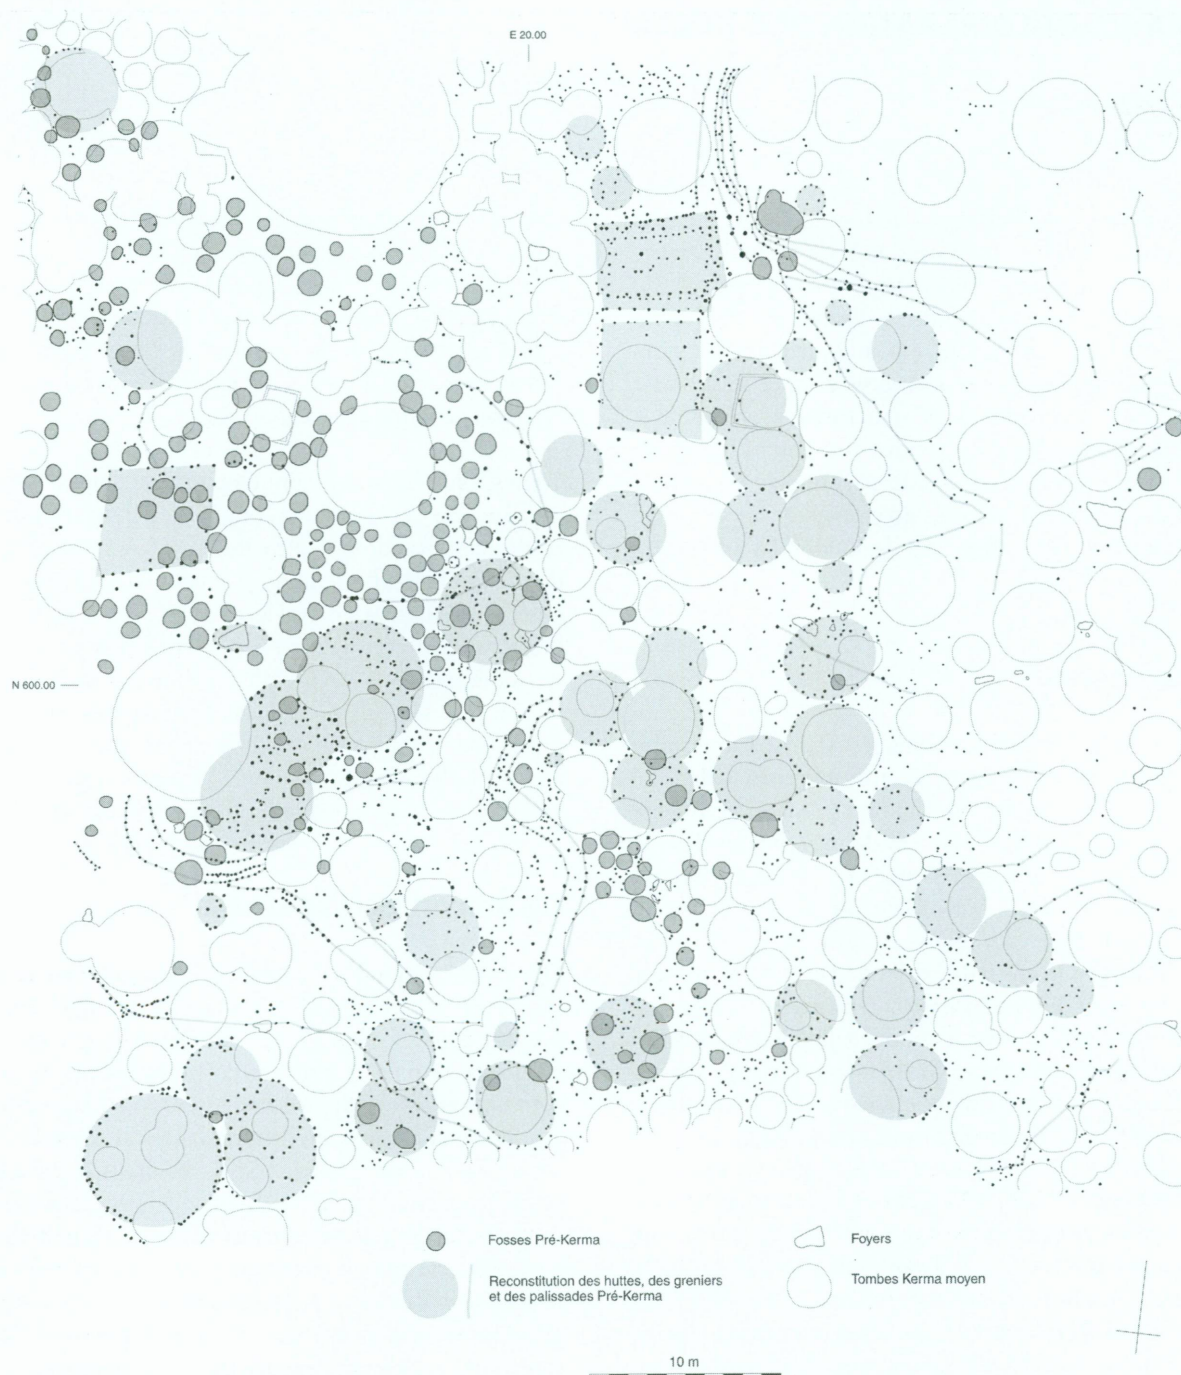 E 20.00
N 600.00
Fosses Pré-Kerma
Reconstitution des huttes, des greniers
et des palissades Pré-Kerma
Foyers
Tombes Kerma moyen
10 m